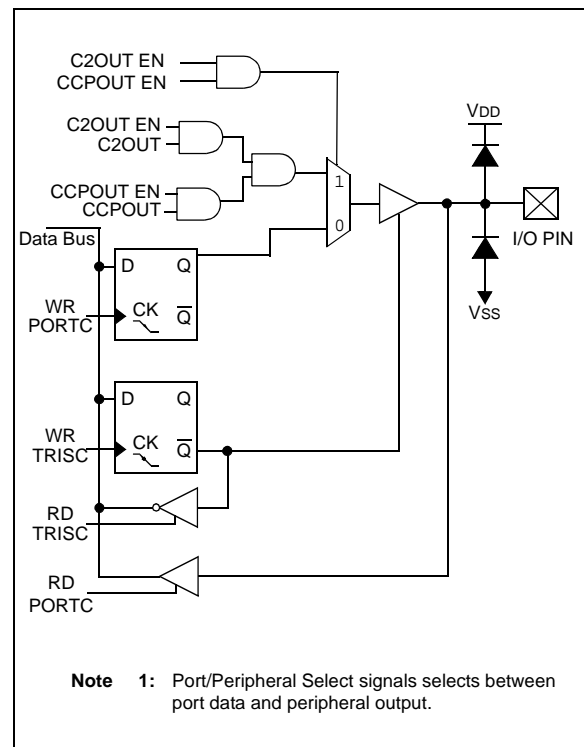 C2OUT EN
CCPOUT EN
C2OUT EN
C2OUT
CCPOUT EN
CCPOUT
VDD
1
0
I/O PIN
VSS
Data Bus
D Q
WR
PORTC
CK Q
D Q
WR
TRISC
CK Q
RD
TRISC
RD
PORTC
Note 1: Port/Peripheral Select signals selects between
port data and peripheral output.